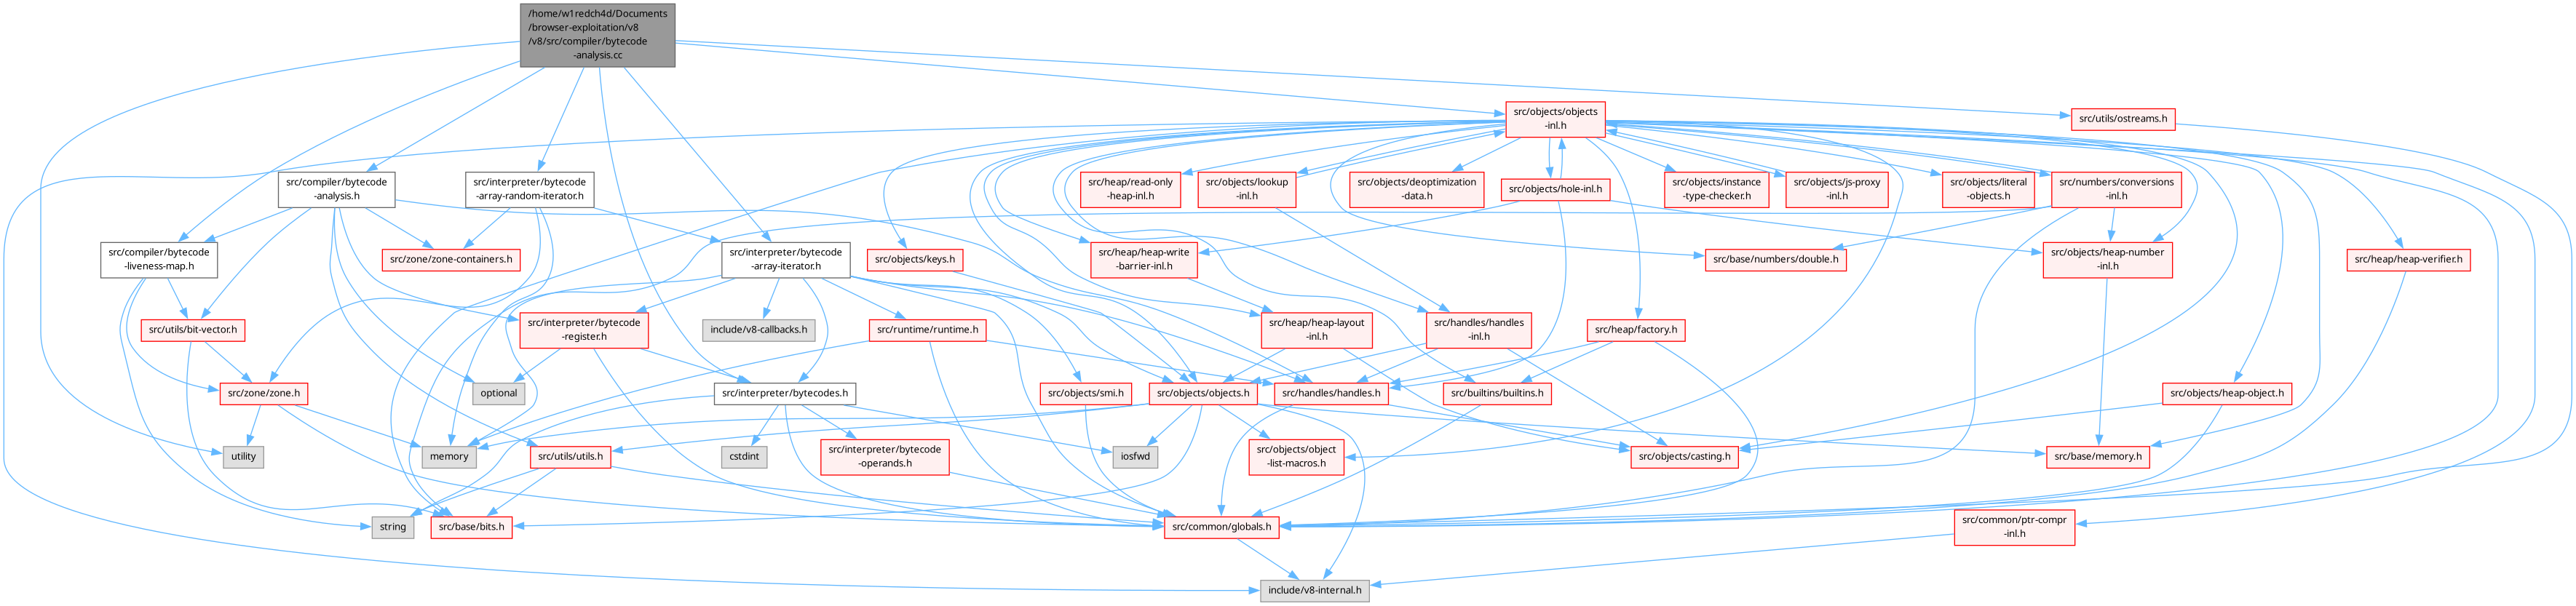 /home/w1redch4d/Documents
/browser-exploitation/v8
/v8/src/compiler/bytecode
-analysis.cc
src/objects/objects
-inl.h
src/utils/ostreams.h
src/compiler/bytecode
-analysis.h
src/interpreter/bytecode
-array-random-iterator.h
src/heap/read-only
-heap-inl.h
src/objects/lookup
-inl.h
src/objects/deoptimization
-data.h
src/objects/hole-inl.h
src/objects/instance
-type-checker.h
src/objects/js-proxy
-inl.h
src/objects/literal
-objects.h
src/numbers/conversions
-inl.h
src/compiler/bytecode
-liveness-map.h
src/zone/zone-containers.h
src/interpreter/bytecode
-array-iterator.h
src/objects/keys.h
src/heap/heap-write
-barrier-inl.h
src/base/numbers/double.h
src/objects/heap-number
-inl.h
src/heap/heap-verifier.h
src/utils/bit-vector.h
src/interpreter/bytecode
-register.h
include/v8-callbacks.h
src/runtime/runtime.h
src/heap/heap-layout
-inl.h
src/handles/handles
-inl.h
src/heap/factory.h
src/zone/zone.h
optional
src/interpreter/bytecodes.h
src/objects/smi.h
src/objects/objects.h
src/handles/handles.h
src/builtins/builtins.h
src/objects/heap-object.h
utility
memory
src/utils/utils.h
cstdint
src/interpreter/bytecode
-operands.h
iosfwd
src/objects/object
-list-macros.h
src/objects/casting.h
src/base/memory.h
string
src/base/bits.h
src/common/globals.h
src/common/ptr-compr
-inl.h
include/v8-internal.h